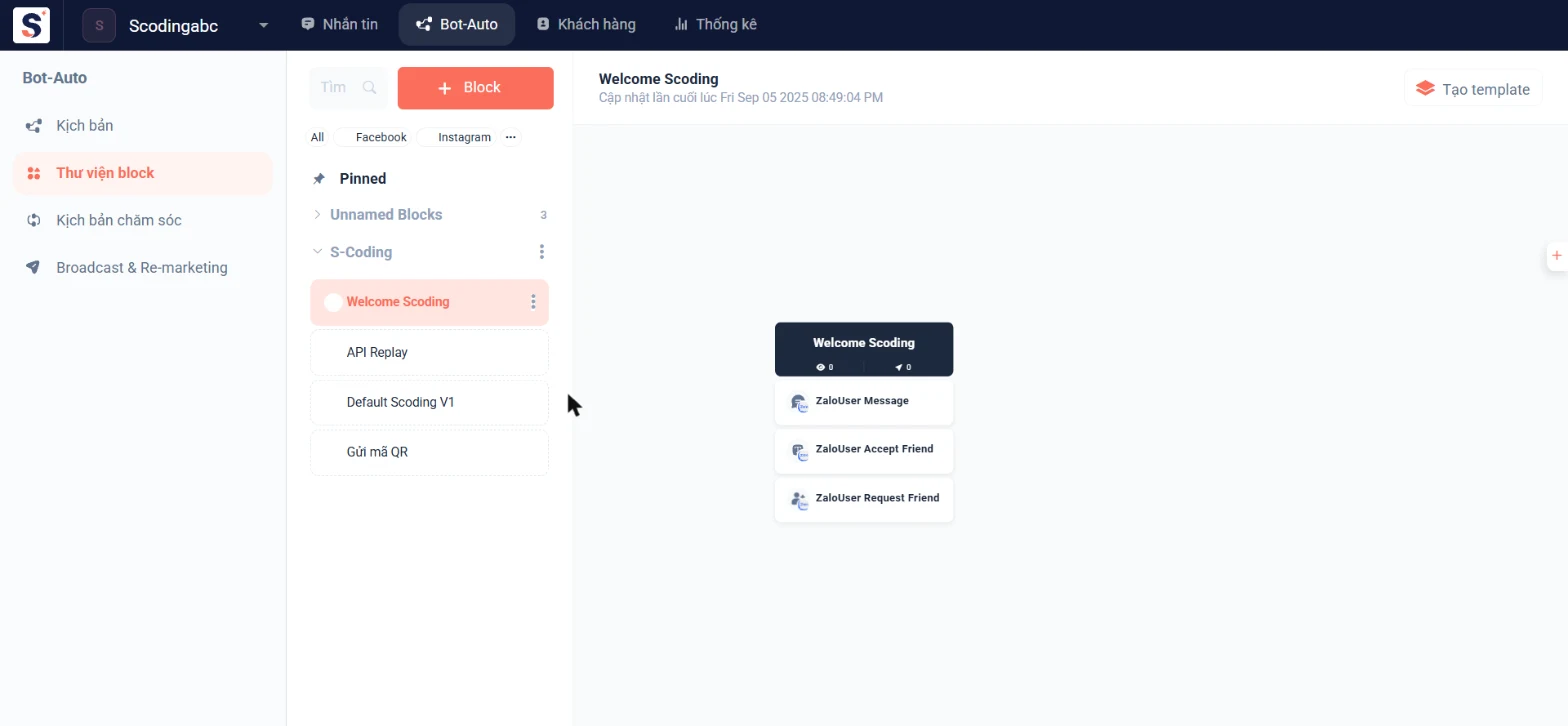 S
S
Scodingabc
Nhắn tin
Bot-Auto
Khách hàng
Thống kê
Bot-Auto
Kịch bản
Thư viện block
Kịch bản chăm sóc
Broadcast & Re-marketing
Tìm
+ Block
All
Facebook
Instagram
...
Pinned
Unnamed Blocks 3
S-Coding
Welcome Scoding
API Replay
Default Scoding V1
Gửi mã QR
Welcome Scoding
Cập nhật lần cuối lúc Fri Sep 05 2025 08:49:04 PM
Tạo template
+
Welcome Scoding
0 0
ZaloUser Message
ZaloUser Accept Friend
ZaloUser Request Friend